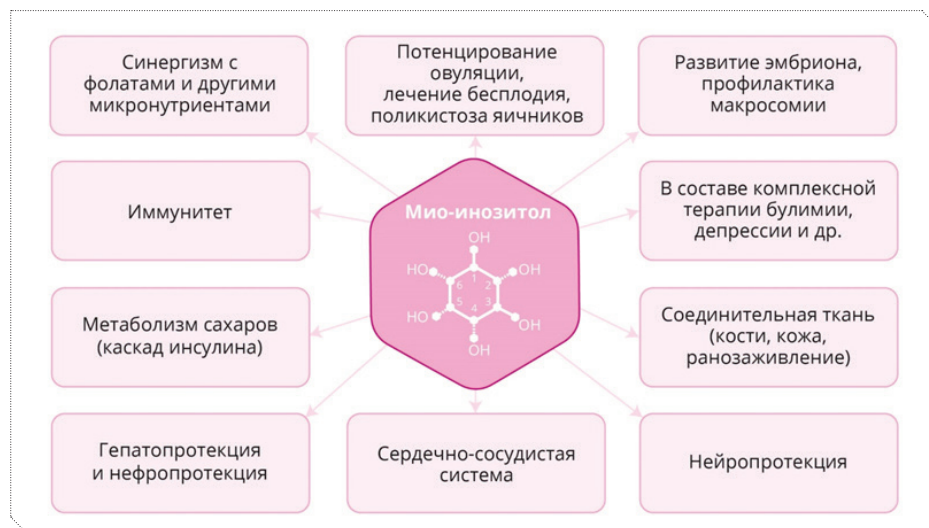 Синергизм с
фолатами и другими
микронутриентами
Потенцирование
овуляции,
лечение бесплодия,
поликистоза яичников
Развитие эмбриона,
профилактика
макросомии
Иммунитет
Мио-инозитол
В составе комплексной
терапии булимии,
депрессии и др.
OH
HO
OH
1
6
2
5
3
4
HO
OH
OH
Метаболизм сахаров
(каскад инсулина)
Соединительная ткань
(кости, кожа,
ранозаживление)
Гепатопротекция
и нефропротекция
Сердечно-сосудистая
система
Нейропротекция